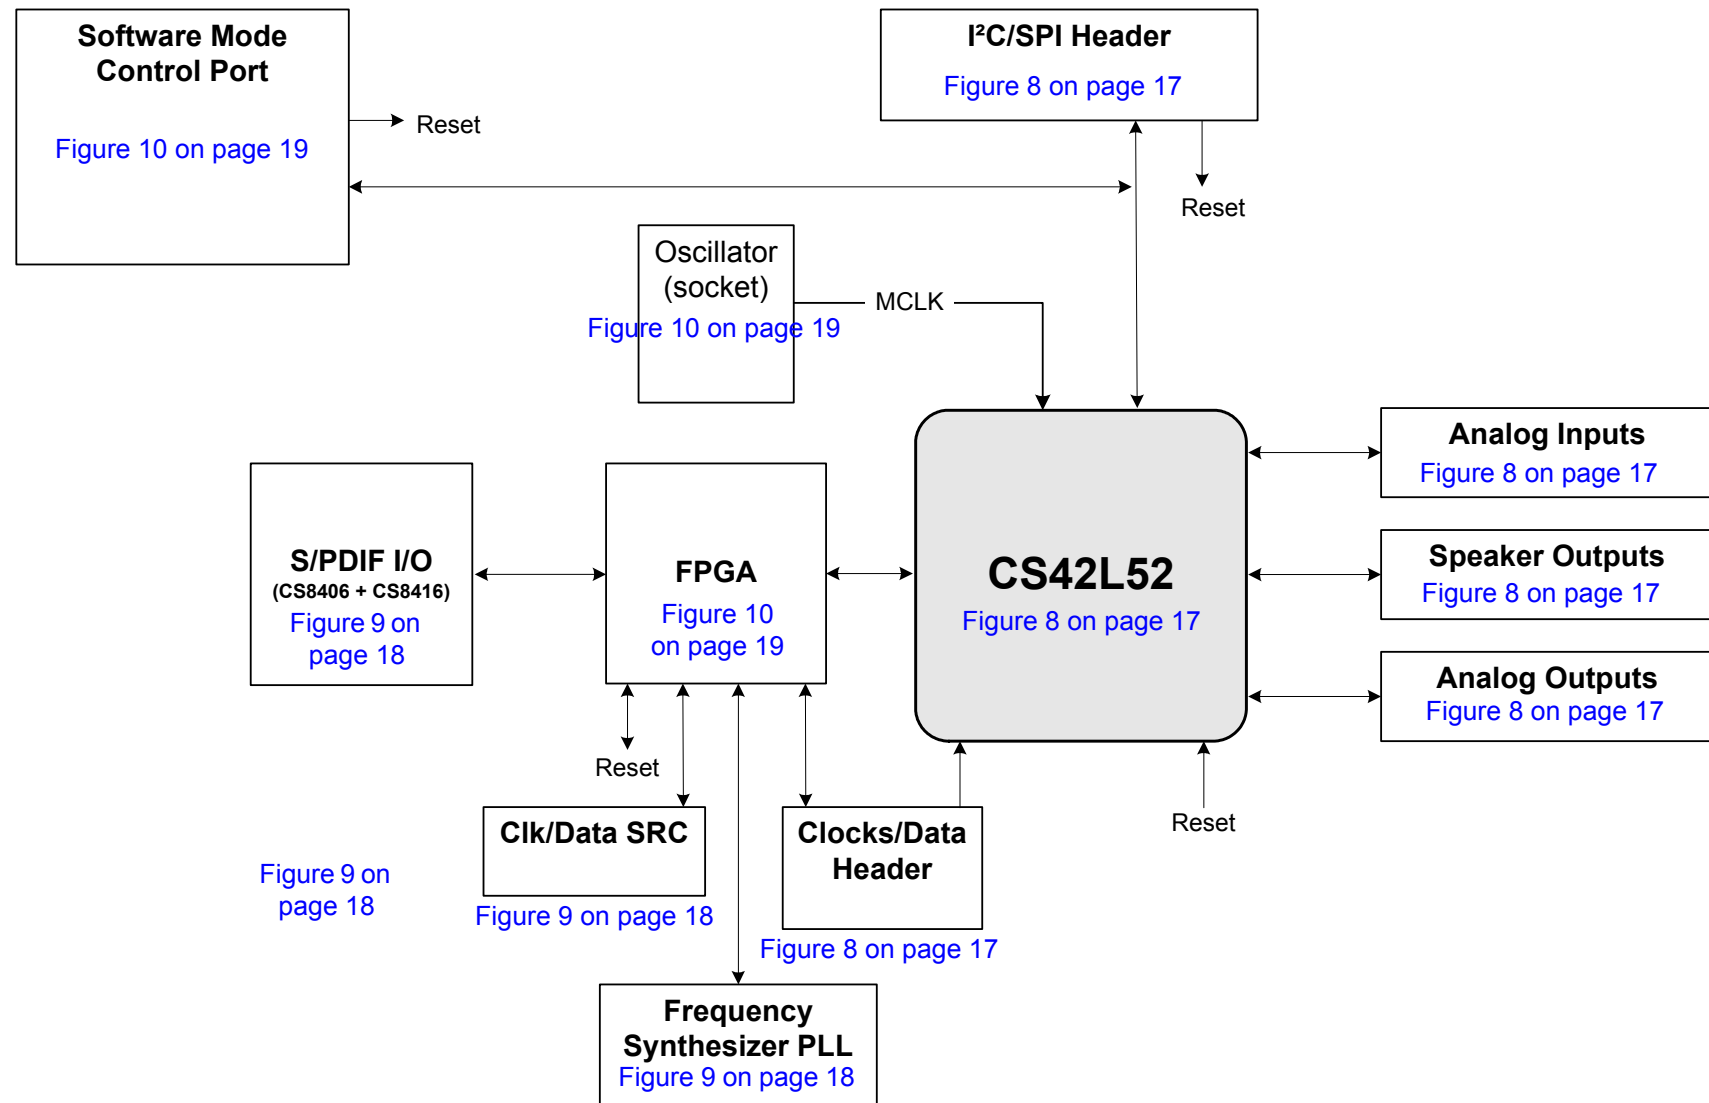 Software Mode
Control Port
Figure 10 on page 19
Reset
I²C/SPI Header
Figure 8 on page 17
Reset
Oscillator
(socket)
Figure 10 on page 19
MCLK
S/PDIF I/O
(CS8406 + CS8416)
Figure 9 on
page 18
FPGA
Figure 10
on page 19
CS42L52
Figure 8 on page 17
Analog Inputs
Figure 8 on page 17
Speaker Outputs
Figure 8 on page 17
Analog Outputs
Figure 8 on page 17
Reset
Clk/Data SRC
Figure 9 on page 18
Clocks/Data
Header
Figure 8 on page 17
Reset
Figure 9 on
page 18
Frequency
Synthesizer PLL
Figure 9 on page 18